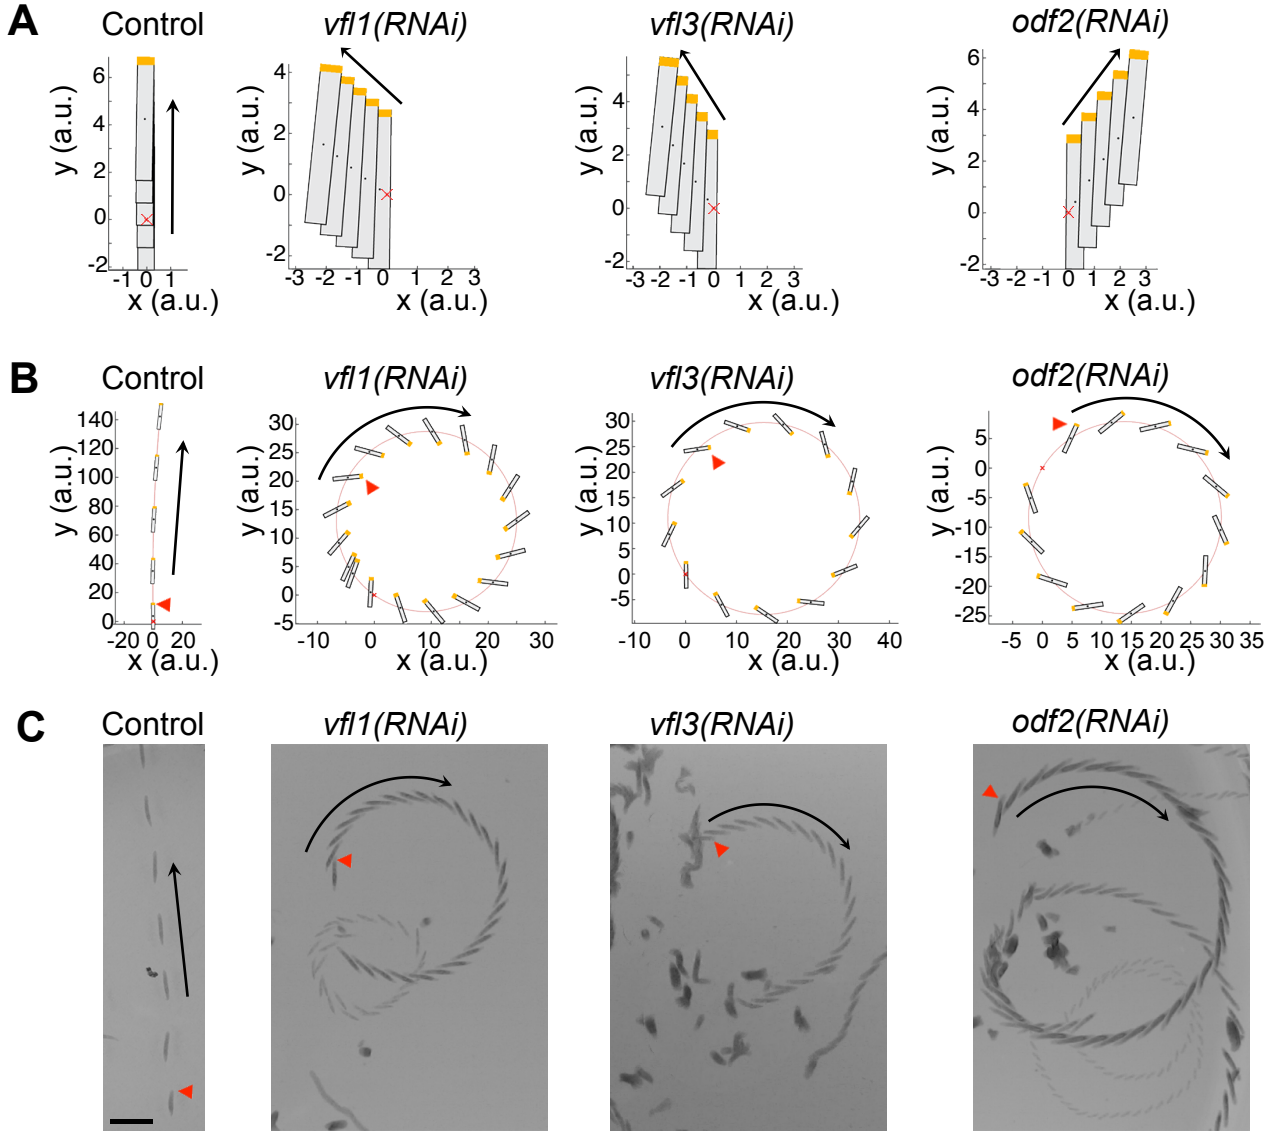 A Control vfl1(RNAi) vfl3(RNAi) odf2(RNAi)
y (a.u.) 6 4 2 0 -2
-1 0 1
x (a.u.)
y (a.u.) 4 2 0 -2
-3 -2 -1 0 1 2 3
x (a.u.)
y (a.u.) 4 2 0 -2
-3 -2 -1 0 1 2 3
x (a.u.)
y (a.u.) 6 4 2 0 -2
-3 -2 -1 0 1 2 3
x (a.u.)
B Control vfl1(RNAi) vfl3(RNAi) odf2(RNAi)
y (a.u.) 140 120 100 80 60 40 20 0
-20 0 20
x (a.u.)
y (a.u.) 30 25 20 15 10 5 0 -5
-10 0 10 20 30
x (a.u.)
y (a.u.) 30 25 20 15 10 5 0 -5
-10 0 10 20 30 40
x (a.u.)
y (a.u.) 5 0 -5 -10 -15 -20 -25
-5 0 5 10 15 20 25 30 35
x (a.u.)
C Control vfl1(RNAi) vfl3(RNAi) odf2(RNAi)